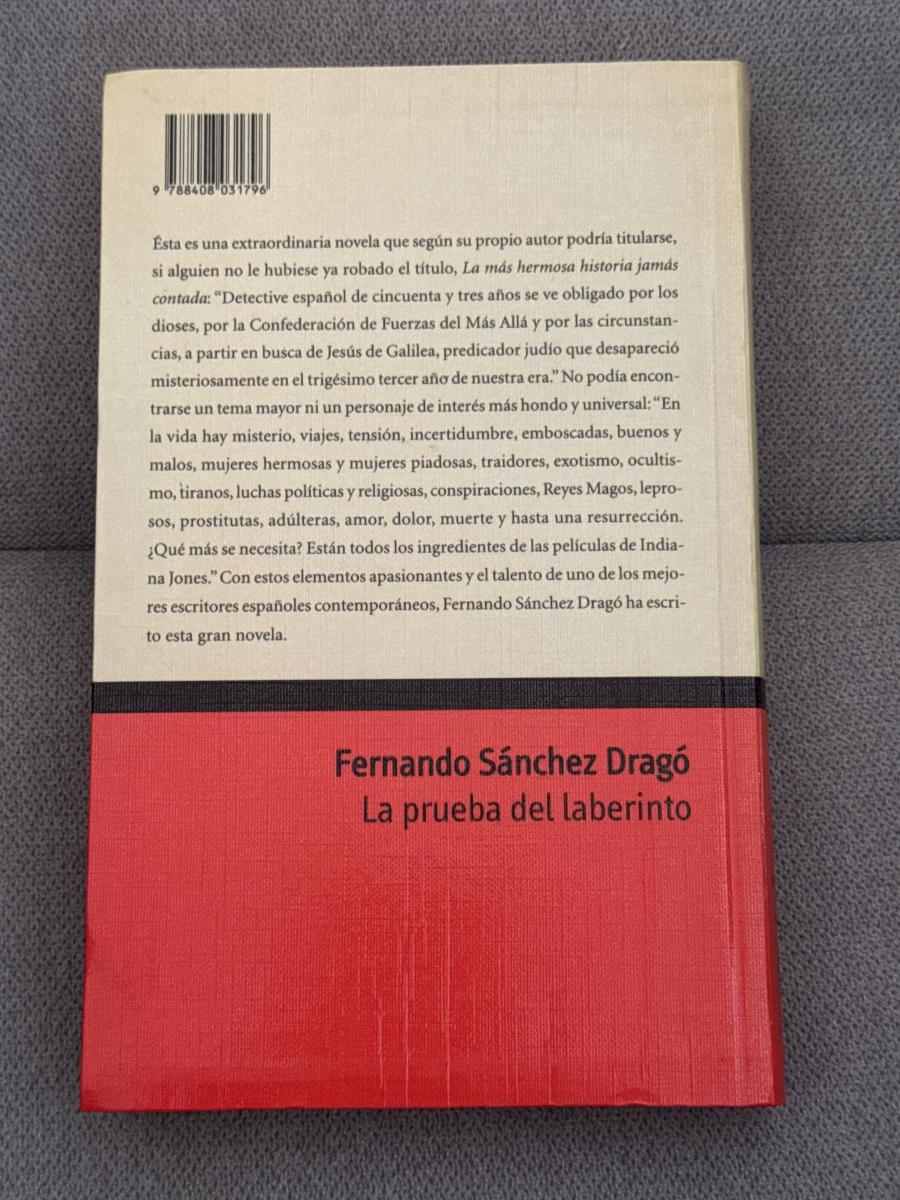 9 788408 031796
Ésta es una extraordinaria novela que según su propio autor podría titularse,
si alguien no le hubiese ya robado el título, La más hermosa historia jamás
contada: “Detective español de cincuenta y tres años se ve obligado por los
dioses, por la Confederación de Fuerzas del Más Allá y por las circunstan-
cias, a partir en busca de Jesús de Galilea, predicador judío que desapareció
misteriosamente en el trigésimo tercer año de nuestra era.” No podía encon-
trarse un tema mayor ni un personaje de interés más hondo y universal: “En
la vida hay misterio, viajes, tensión, incertidumbre, emboscadas, buenos y
malos, mujeres hermosas y mujeres piadosas, traidores, exotismo, ocultis-
mo, tiranos, luchas políticas y religiosas, conspiraciones, Reyes Magos, lepro-
sos, prostitutas, adúlteras, amor, dolor, muerte y hasta una resurrección.
¿Qué más se necesita? Están todos los ingredientes de las películas de India-
na Jones.” Con estos elementos apasionantes y el talento de uno de los mejo-
res escritores españoles contemporáneos, Fernando Sánchez Dragó ha escri-
to esta gran novela.
Fernando Sánchez Dragó
La prueba del laberinto